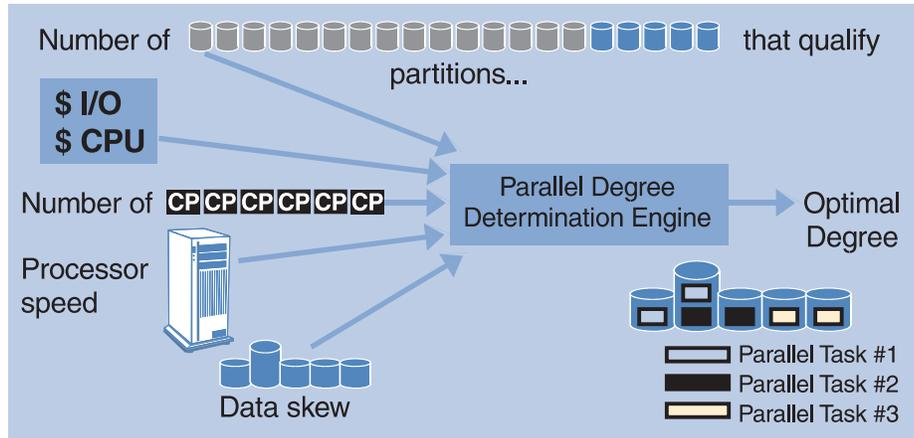 Number of that qualify
partitions...
$ I/O
$ CPU
Number of CP CP CP CP CP CP
Parallel Degree
Determination Engine
Optimal
Degree
Processor
speed
Data skew
Parallel Task #1
Parallel Task #2
Parallel Task #3